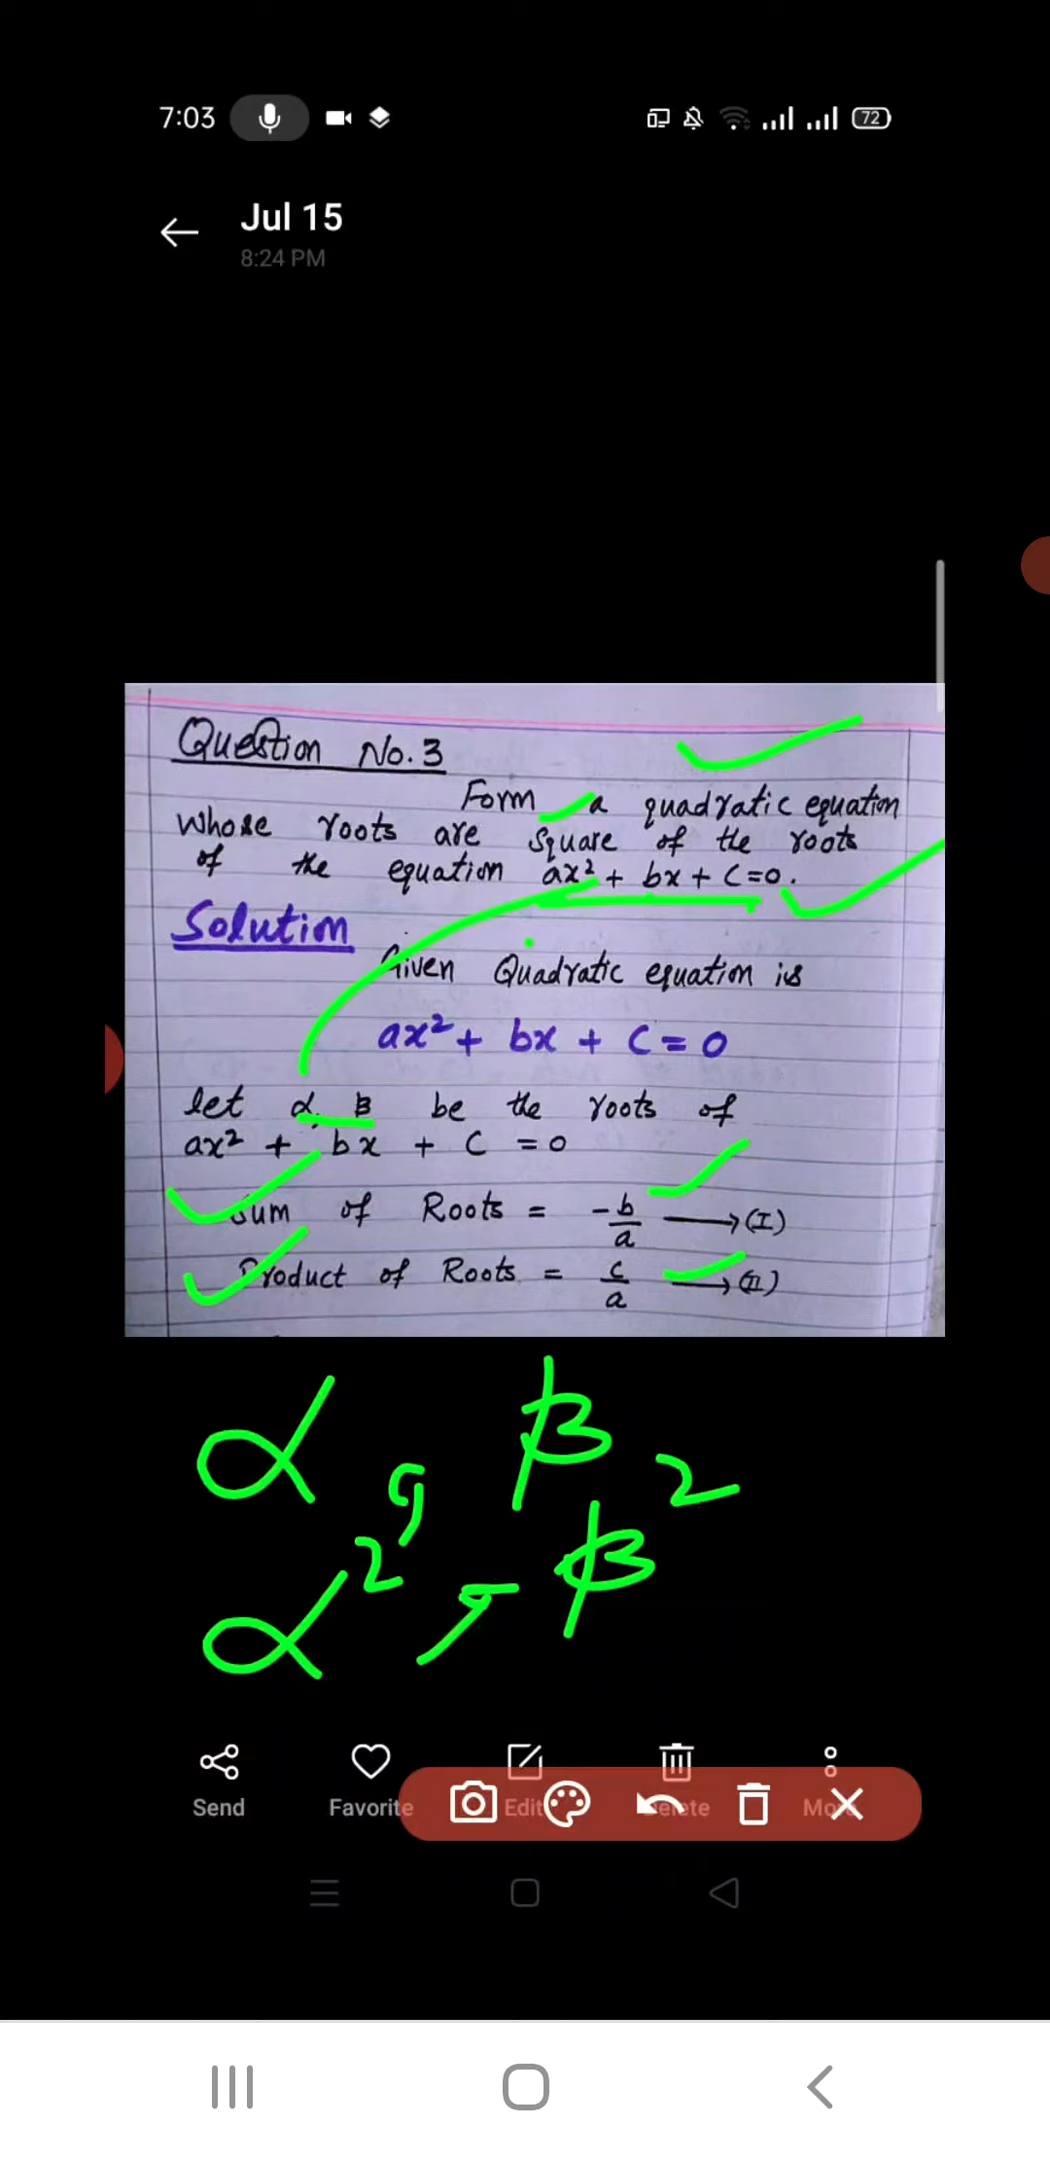 7:03
72
Jul 15
8:24 PM
Question No.3
Form a quadratic equation
whose roots are square of the roots
of the equation ax² + bx + c=0.
Solution
Given Quadratic equation is
ax² + bx + c = 0
let α, β be the roots of
ax² + bx + c = 0
Sum of Roots = -b/a ⟶(I)
Product of Roots = c/a ⟶(II)
α, β
α², β²
Send Favorite Edit Delete More